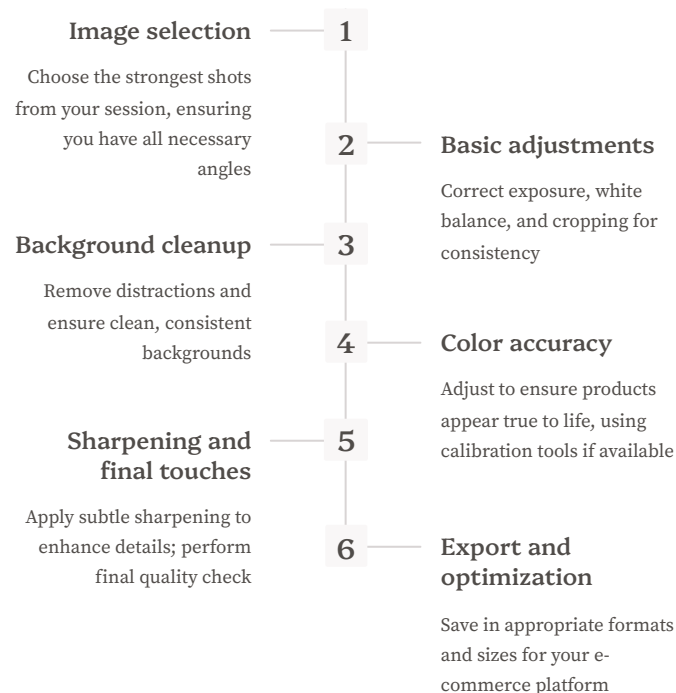 Image selection
1
Choose the strongest shots
from your session, ensuring
you have all necessary
angles
2
Basic adjustments
Correct exposure, white
balance, and cropping for
consistency
Background cleanup
3
Remove distractions and
ensure clean, consistent
backgrounds
4
Color accuracy
Adjust to ensure products
appear true to life, using
calibration tools if available
Sharpening and
final touches
5
Apply subtle sharpening to
enhance details; perform
final quality check
6
Export and
optimization
Save in appropriate formats
and sizes for your e-
commerce platform